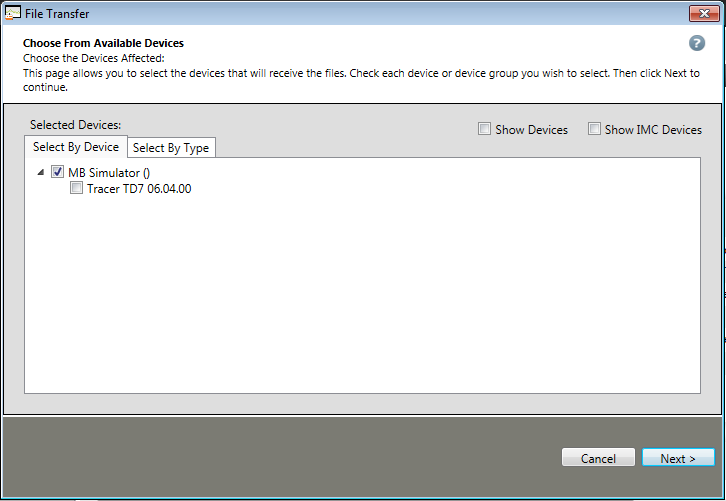 File Transfer
Choose From Available Devices
Choose the Devices Affected:
This page allows you to select the devices that will receive the files. Check each device or device group you wish to select. Then click Next to
continue.
Selected Devices:
Show Devices
Show IMC Devices
Select By Device
Select By Type
MB Simulator ()
Tracer TD7 06.04.00
Cancel
Next >